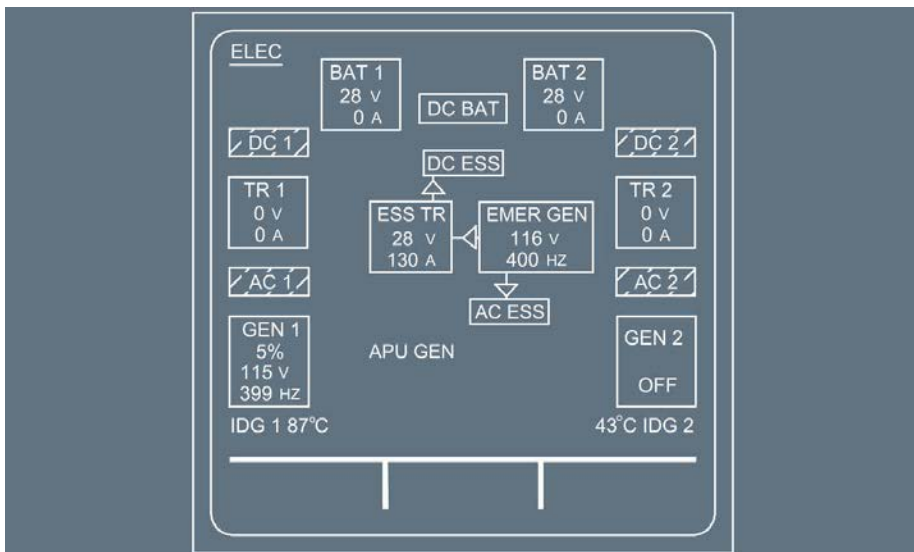 ELEC
BAT 1
28 V
0 A
DC BAT
BAT 2
28 V
0 A
DC 1
DC 2
DC ESS
TR 1
0 V
0 A
ESS TR
28 V
130 A
EMER GEN
116 V
400 HZ
TR 2
0 V
0 A
AC 1
AC 2
AC ESS
GEN 1
5%
115 V
399 HZ
APU GEN
GEN 2
OFF
IDG 1 87°C
43°C IDG 2